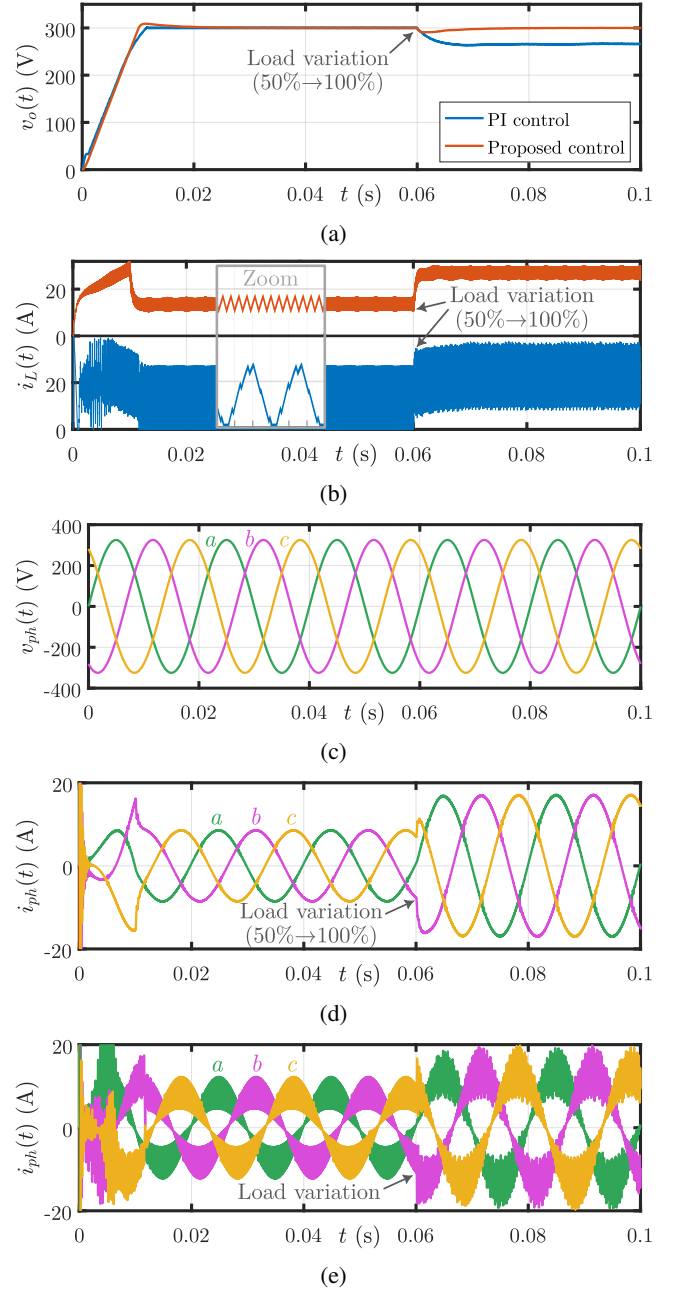 300
200
100
0
v_o(t) (V)
Load variation
(50%→100%)
PI control
Proposed control
0
0.02
0.04
t (s)
0.06
0.08
0.1
(a)
20
0
20
0
i_L(t) (A)
Zoom
Load variation
(50%→100%)
0
0.02
0.04
t (s)
0.06
0.08
0.1
(b)
400
200
0
-200
-400
v_ph(t) (V)
a b c
0
0.02
0.04
t (s)
0.06
0.08
0.1
(c)
20
0
-20
i_ph(t) (A)
a b c
Load variation
(50%→100%)
0
0.02
0.04
t (s)
0.06
0.08
0.1
(d)
20
0
-20
i_ph(t) (A)
a b c
Load variation
0
0.02
0.04
t (s)
0.06
0.08
0.1
(e)